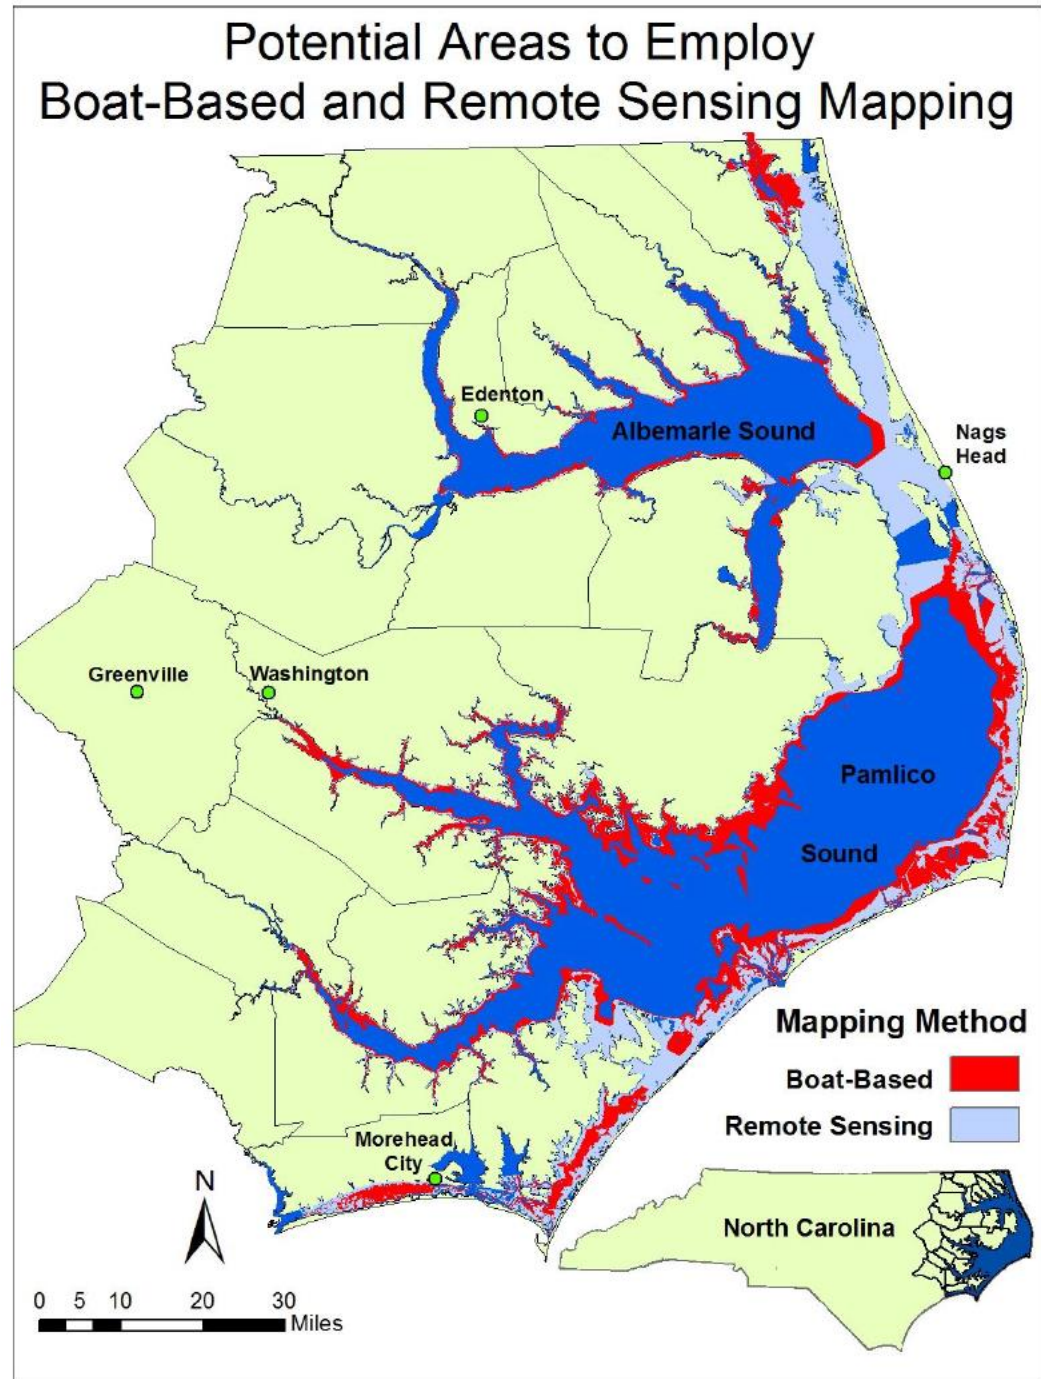 Potential Areas to Employ
Boat-Based and Remote Sensing Mapping
Edenton
Albemarle Sound
Nags
Head
Greenville
Washington
Pamlico
Sound
Mapping Method
Boat-Based
Remote Sensing
Morehead
City
N
North Carolina
0 5 10 20 30
Miles